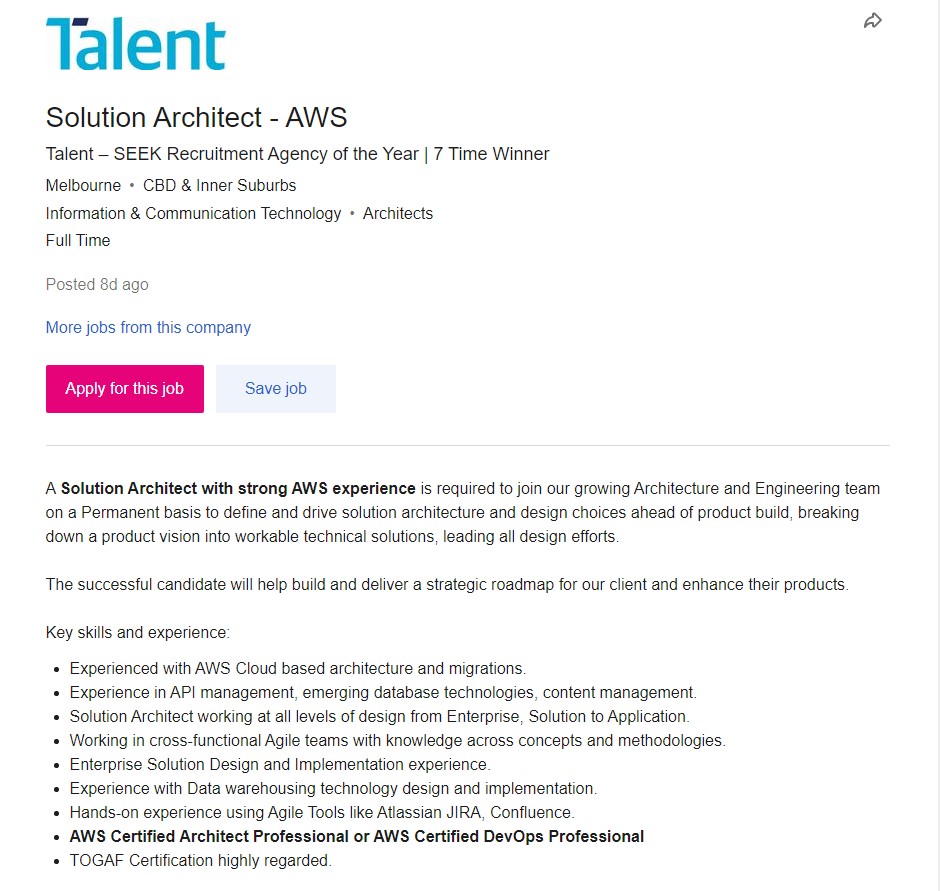 Talent
Solution Architect - AWS
Talent – SEEK Recruitment Agency of the Year | 7 Time Winner
Melbourne • CBD & Inner Suburbs
Information & Communication Technology • Architects
Full Time
Posted 8d ago
More jobs from this company
Apply for this job
Save job
A Solution Architect with strong AWS experience is required to join our growing Architecture and Engineering team
on a Permanent basis to define and drive solution architecture and design choices ahead of product build, breaking
down a product vision into workable technical solutions, leading all design efforts.
The successful candidate will help build and deliver a strategic roadmap for our client and enhance their products.
Key skills and experience:
• Experienced with AWS Cloud based architecture and migrations.
• Experience in API management, emerging database technologies, content management.
• Solution Architect working at all levels of design from Enterprise, Solution to Application.
• Working in cross-functional Agile teams with knowledge across concepts and methodologies.
• Enterprise Solution Design and Implementation experience.
• Experience with Data warehousing technology design and implementation.
• Hands-on experience using Agile Tools like Atlassian JIRA, Confluence.
• AWS Certified Architect Professional or AWS Certified DevOps Professional
• TOGAF Certification highly regarded.